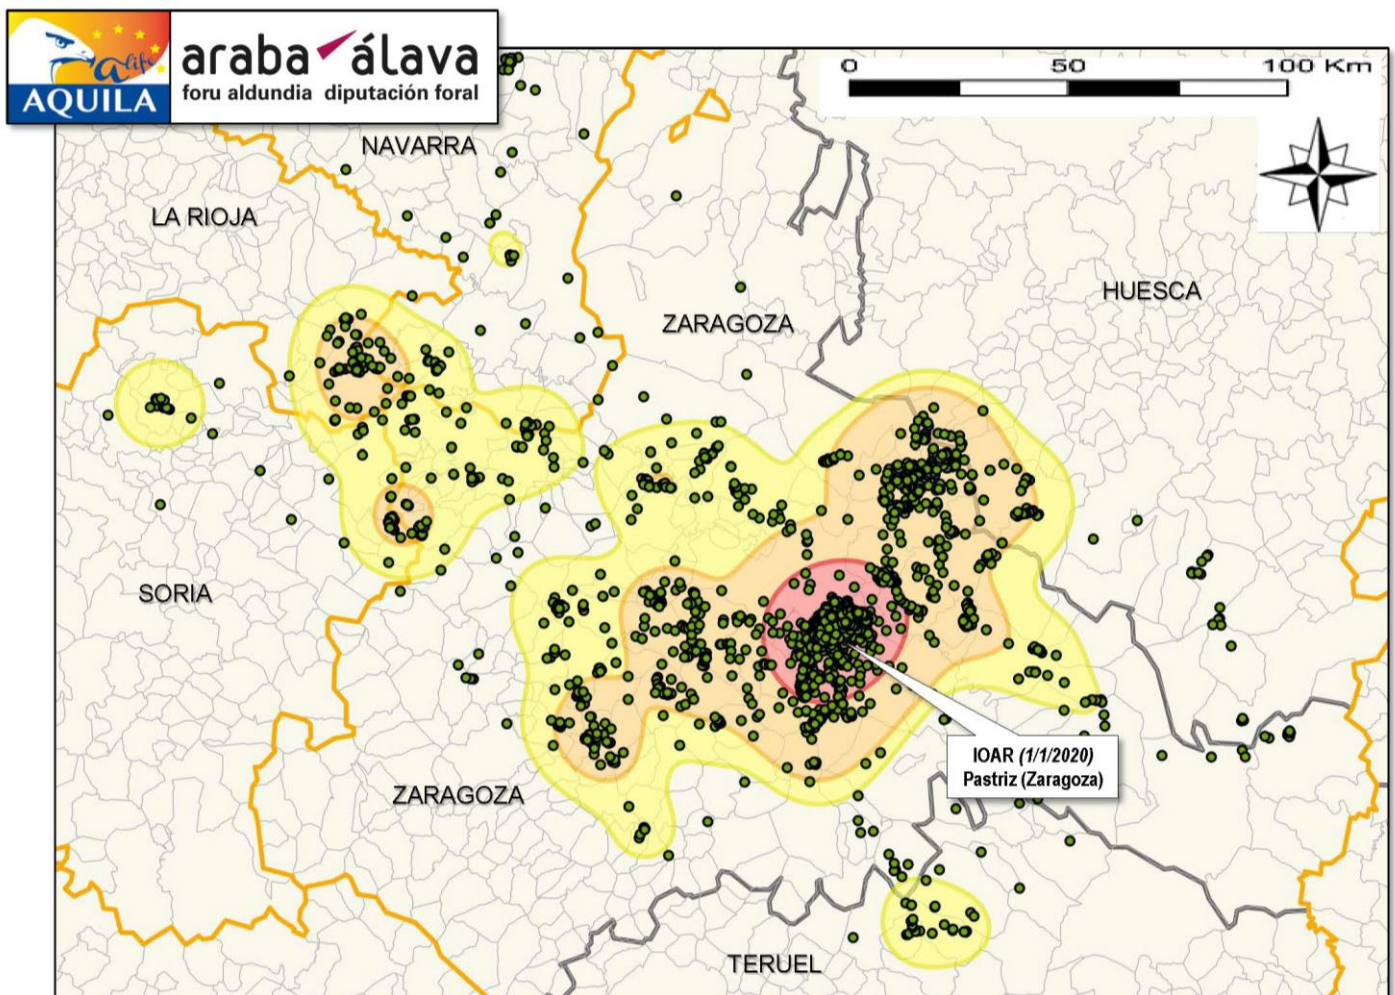 alife
AQUILA
araba álava
foru aldundia diputación foral
0 50 100 Km
NAVARRA
LA RIOJA
HUESCA
ZARAGOZA
SORIA
IOAR (1/1/2020)
Pastriz (Zaragoza)
ZARAGOZA
TERUEL